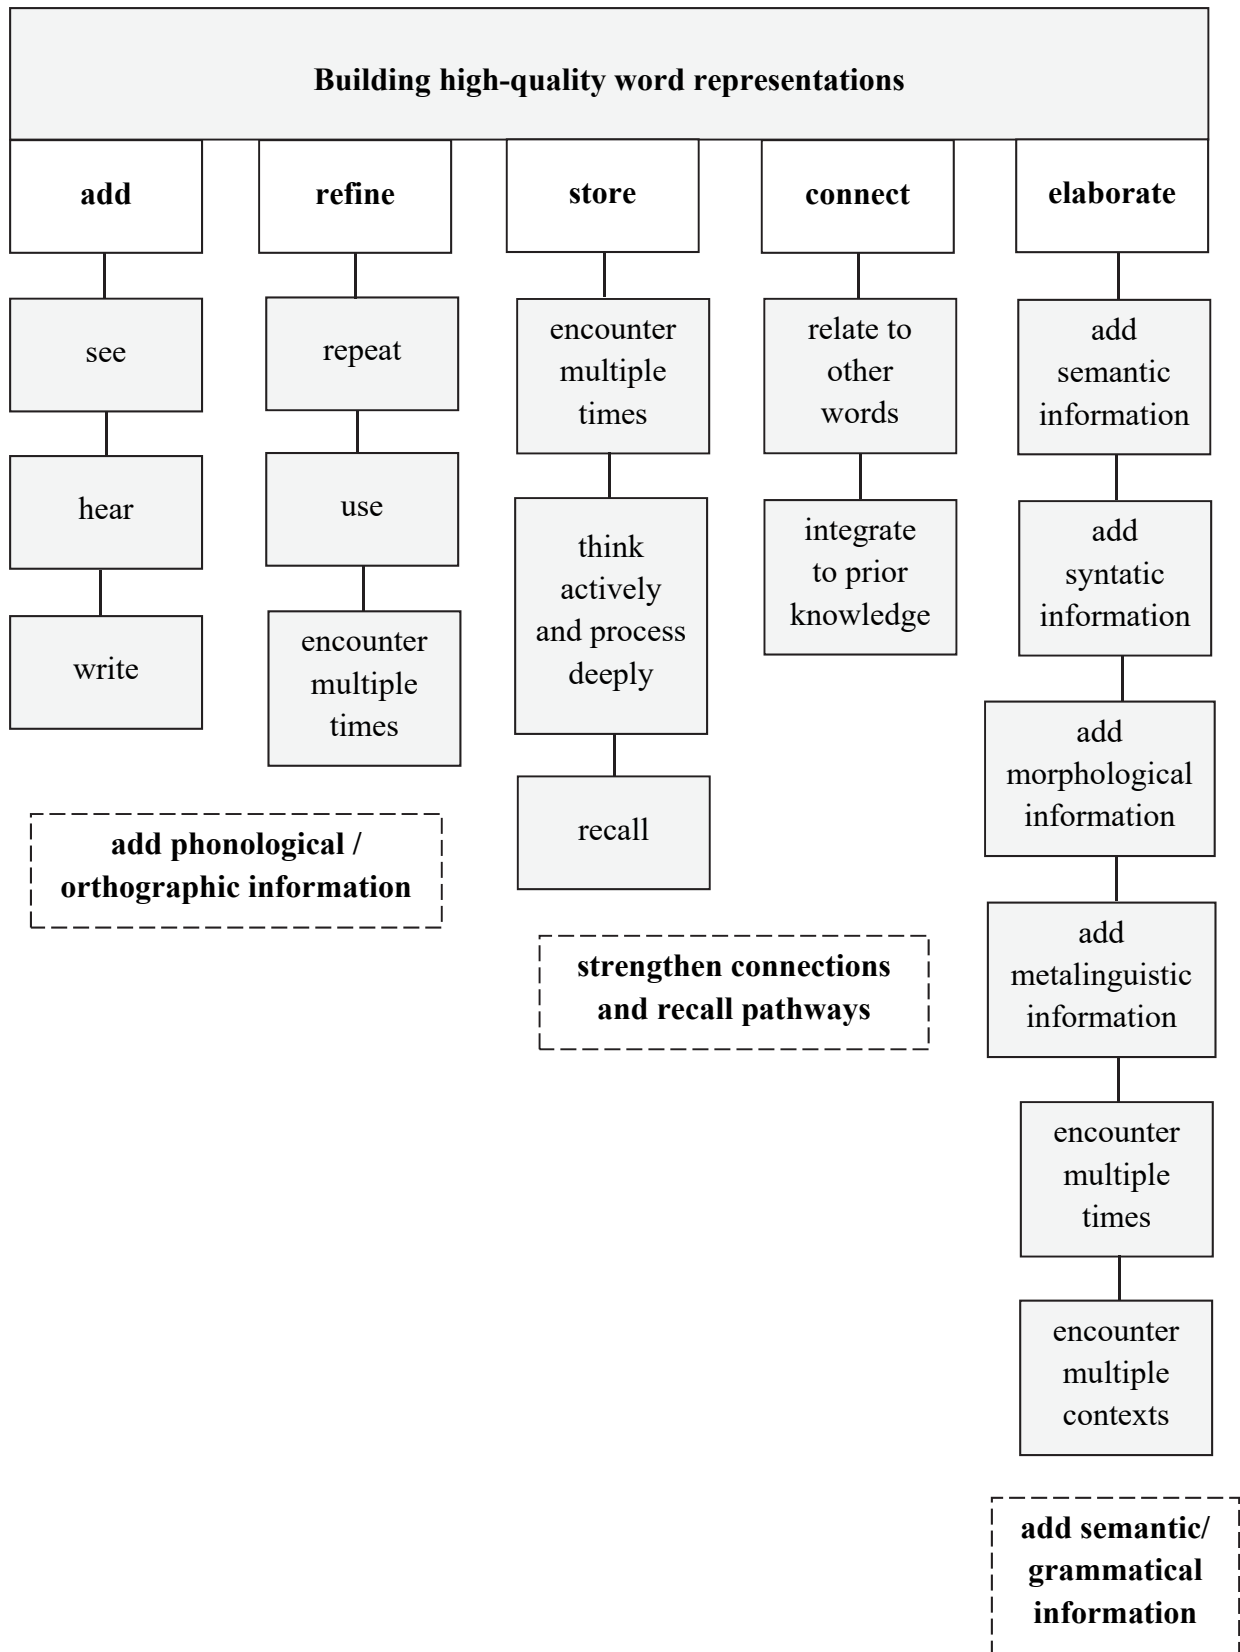 Building high-quality word representations
add
see
hear
write
refine
repeat
use
encounter
multiple
times
add phonological /
orthographic information
store
encounter
multiple
times
think
actively
and process
deeply
recall
connect
relate to
other
words
integrate
to prior
knowledge
strengthen connections
and recall pathways
elaborate
add
semantic
information
add
syntatic
information
add
morphological
information
add
metalinguistic
information
encounter
multiple
times
encounter
multiple
contexts
add semantic/
grammatical
information